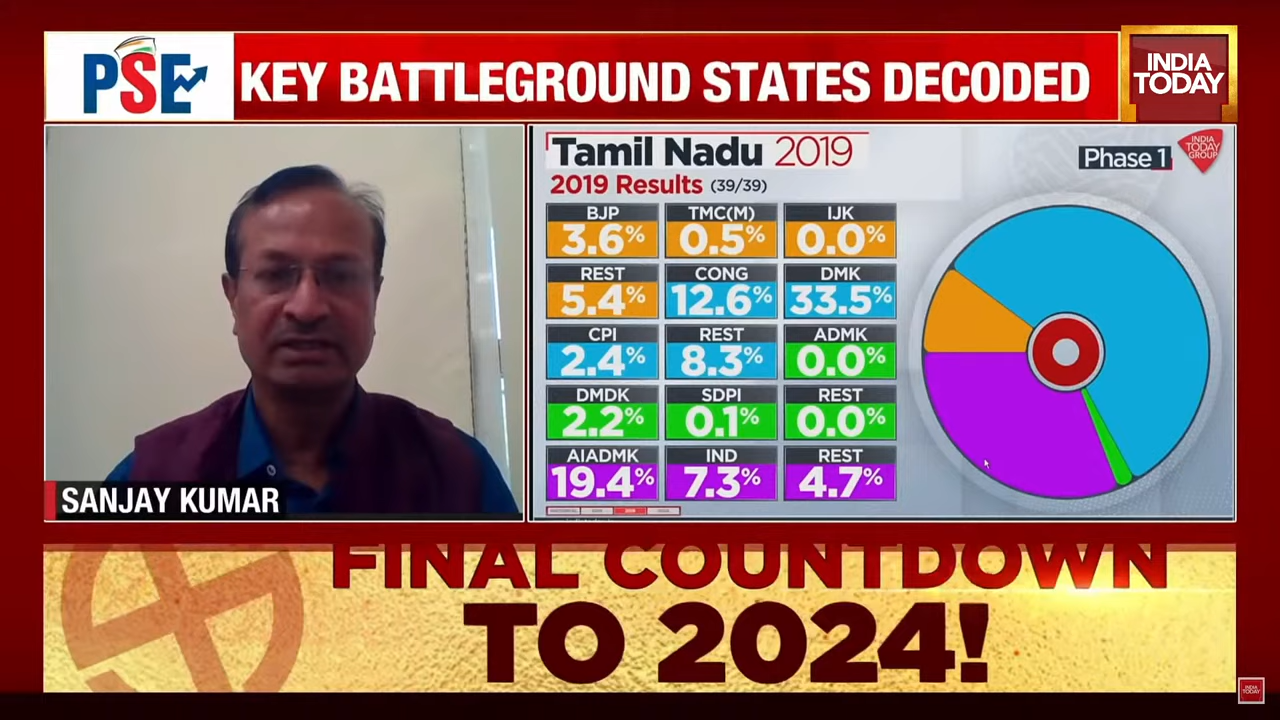 PSE
KEY BATTLEGROUND STATES DECODED
INDIA
TODAY
Tamil Nadu 2019
2019 Results (39/39)
Phase 1
INDIA
TODAY
GROUP
BJP TMC(M) IJK
3.6% 0.5% 0.0%
REST CONG DMK
5.4% 12.6% 33.5%
CPI REST ADMK
2.4% 8.3% 0.0%
DMDK SDPI REST
2.2% 0.1% 0.0%
AIADMK IND REST
19.4% 7.3% 4.7%
SANJAY KUMAR
FINAL COUNTDOWN
TO 2024!
INDIA
TODAY